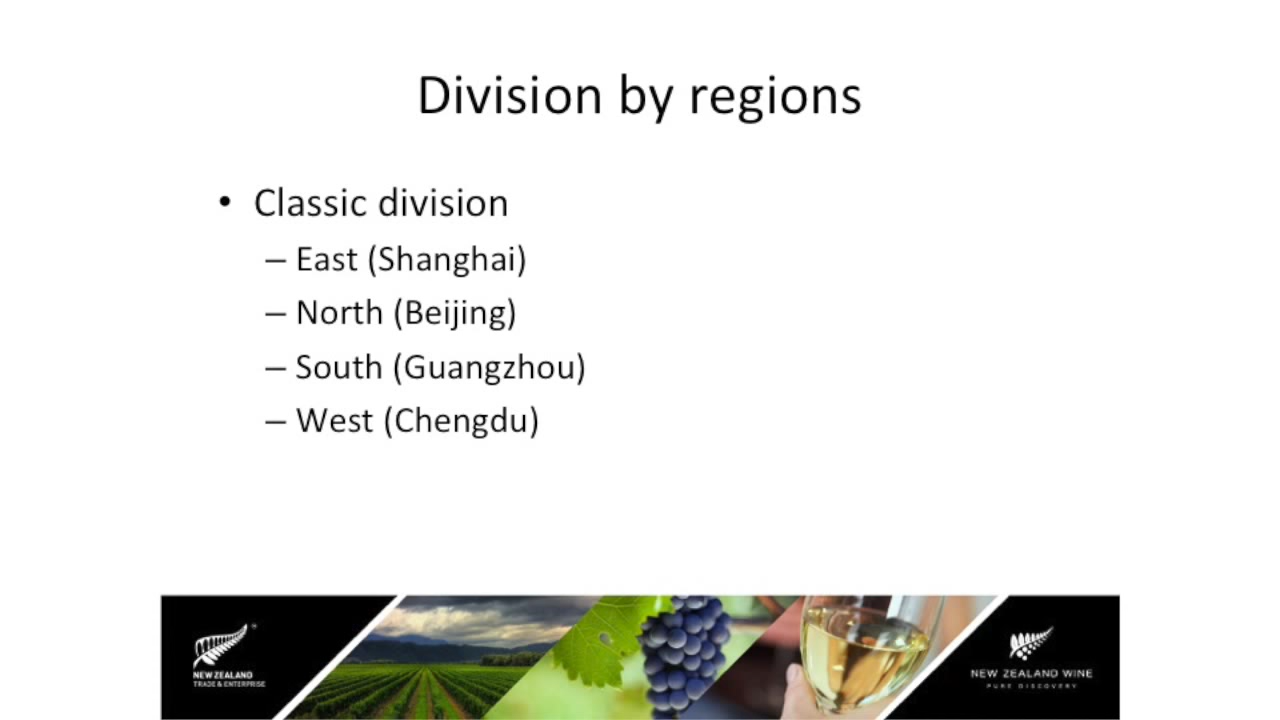 Division by regions
• Classic division
– East (Shanghai)
– North (Beijing)
– South (Guangzhou)
– West (Chengdu)
NEW ZEALAND
TRADE & ENTERPRISE
NEW ZEALAND WINE
PURE DISCOVERY